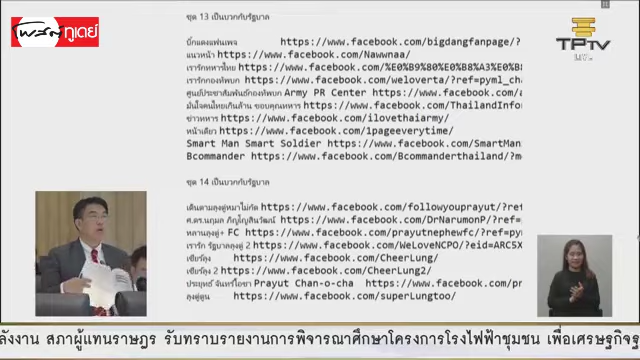 โพสต์ทูเดย์
TPTV
ชุด 13 เป็นบวกกับรัฐบาล
บิ๊กแดงแฟนเพจ https://www.facebook.com/bigdangfanpage/?
แนวหน้า https://www.facebook.com/Nawwnaa/
เรารักทหารไทย https://www.facebook.com/%E0%B9%80%E0%B8%A3%E0%B8
เรารักกองทัพบก https://www.facebook.com/weloverta/?ref=pyml_cha
ศูนย์ประชาสัมพันธ์กองทัพบก Army PR Center https://www.facebook.com/a
มั่นใจคนไทยเกินล้าน ขอบคุณทหาร https://www.facebook.com/ThailandInfo
ข่าวทหาร https://www.facebook.com/ilovethaiarmy/
หน้าเดียว https://www.facebook.com/1pageeverytime/
Smart Man Smart Soldier https://www.facebook.com/SmartMan
Bcommander https://www.facebook.com/Bcommanderthailand/?mo
ชุด 14 เป็นบวกกับรัฐบาล
เดินตามลุงตู่หมาไม่กัด https://www.facebook.com/followyouprayut/?ref
ศ.ดร.นฤมล ภิญโญสินวัฒน์ https://www.facebook.com/DrNarumonP/?ref=p
หลานลุงตู่+ FC https://www.facebook.com/prayutnephewfc/?ref=py
เรารัก รัฐบาลลุงตู่ 2 https://www.facebook.com/WeLoveNCPO/?eid=ARC5X
เชียร์ลุง https://www.facebook.com/CheerLung/
เชียร์ลุง 2 https://www.facebook.com/CheerLung2/
ประยุทธ์ จันทร์โอชา Prayut Chan-o-cha https://www.facebook.com/pr
ลุงตู่ตูน https://www.facebook.com/superLungtoo/
ลังงาน สภาผู้แทนราษฎร รับทราบรายงานการพิจารณาศึกษาโครงการโรงไฟฟ้าชุมชน เพื่อเศรษฐกิจฐ